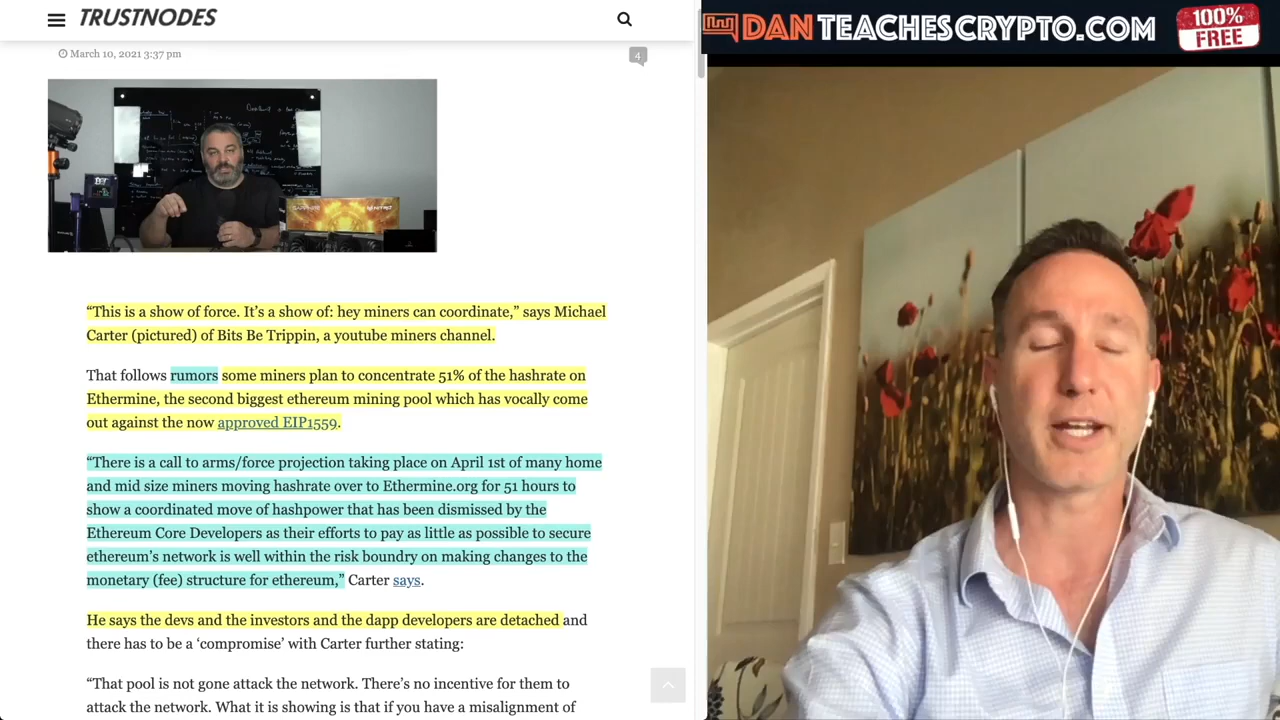 TRUSTNODES
DANTEACHESCRYPTO.COM
100%
FREE
March 10, 2021 3:37 pm
4
“This is a show of force. It’s a show of: hey miners can coordinate,” says Michael
Carter (pictured) of Bits Be Trippin, a youtube miners channel.
That follows rumors some miners plan to concentrate 51% of the hashrate on
Ethermine, the second biggest ethereum mining pool which has vocally come
out against the now approved EIP1559.
“There is a call to arms/force projection taking place on April 1st of many home
and mid size miners moving hashrate over to Ethermine.org for 51 hours to
show a coordinated move of hashpower that has been dismissed by the
Ethereum Core Developers as their efforts to pay as little as possible to secure
ethereum’s network is well within the risk boundry on making changes to the
monetary (fee) structure for ethereum,” Carter says.
He says the devs and the investors and the dapp developers are detached and
there has to be a ‘compromise’ with Carter further stating:
“That pool is not gone attack the network. There’s no incentive for them to
attack the network. What it is showing is that if you have a misalignment of